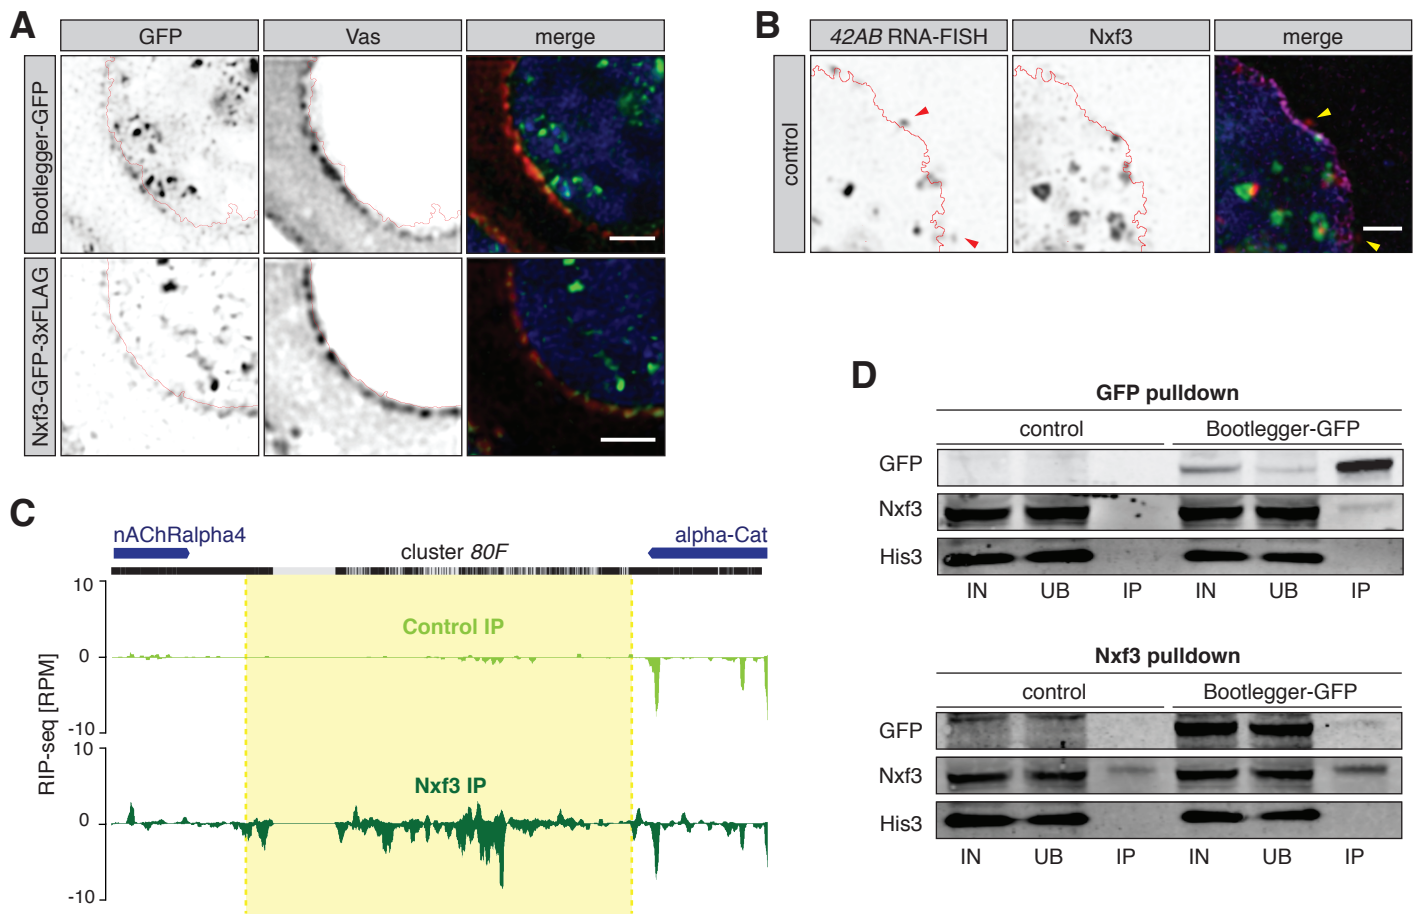 A
GFP
Vas
merge
Bootlegger-GFP
Nxf3-GFP-3xFLAG
B
42AB RNA-FISH
Nxf3
merge
control
C
nAChRalpha4
cluster 80F
alpha-Cat
RIP-seq [RPM]
10
0
-10
Control IP
10
0
-10
Nxf3 IP
D
GFP pulldown
control
Bootlegger-GFP
GFP
Nxf3
His3
IN UB IP IN UB IP
Nxf3 pulldown
control
Bootlegger-GFP
GFP
Nxf3
His3
IN UB IP IN UB IP